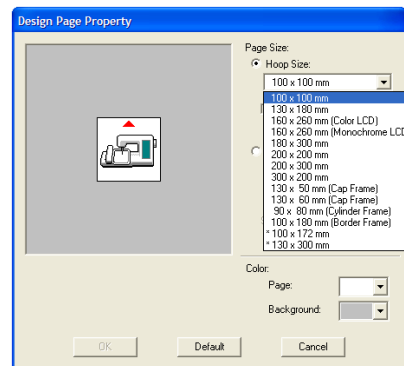 Design Page Property
Page Size:
Hoop Size:
100 x 100 mm
100 x 100 mm
130 x 180 mm
160 x 260 mm (Color LCD)
160 x 260 mm (Monochrome LCD
180 x 300 mm
200 x 200 mm
200 x 300 mm
300 x 200 mm
130 x 50 mm (Cap Frame)
130 x 60 mm (Cap Frame)
90 x 80 mm (Cylinder Frame)
100 x 180 mm (Border Frame)
* 100 x 172 mm
* 130 x 300 mm
Color:
Page:
Background:
OK Default Cancel